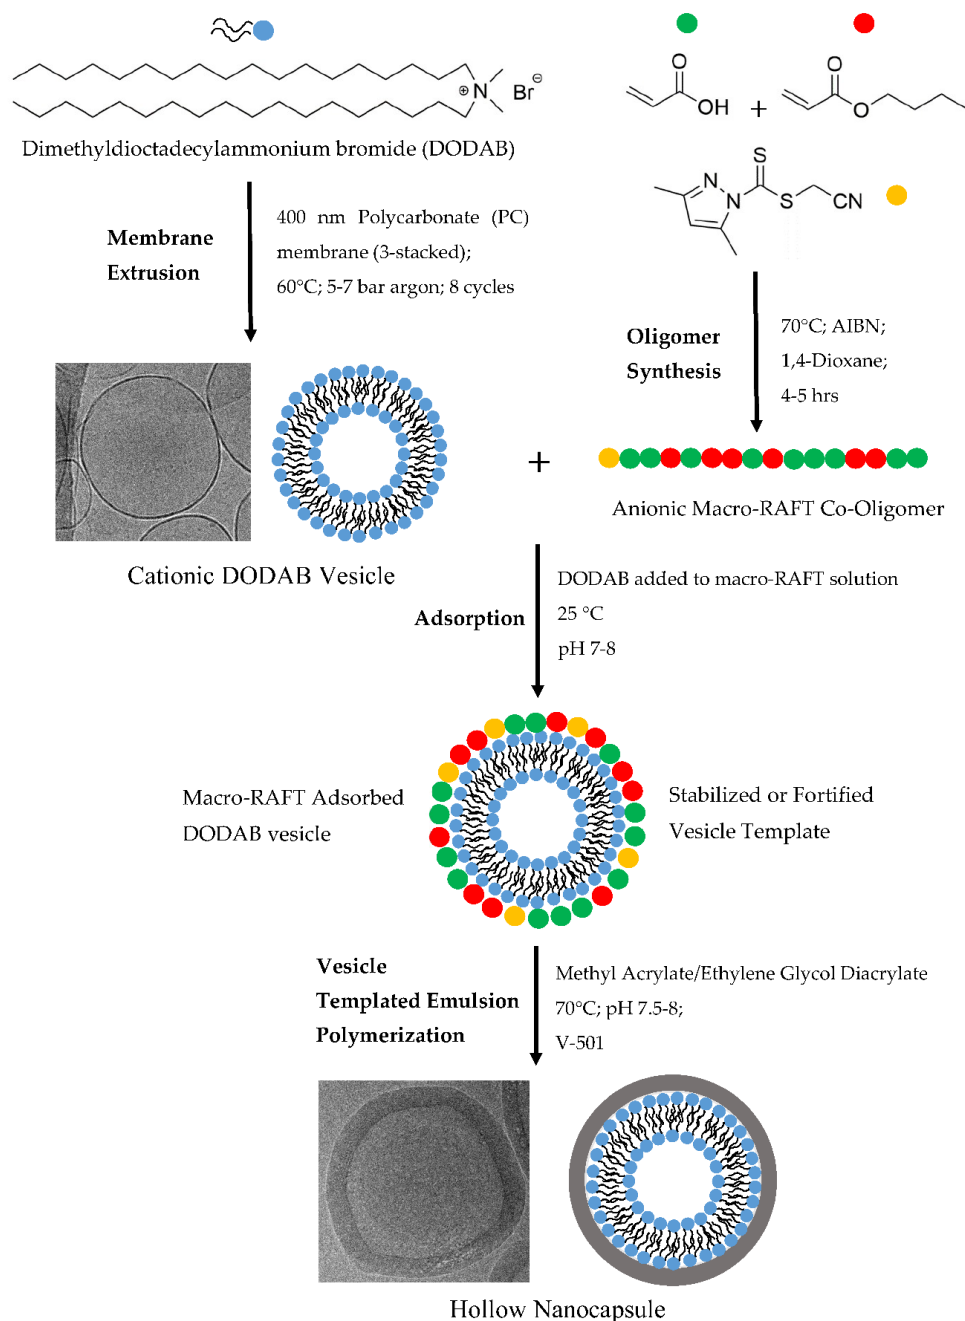 N
⊕
Br⊖
O
OH
+
O
O
Dimethyldioctadecylammonium bromide (DODAB)
S
N
N
S
CN
Membrane
Extrusion
400 nm Polycarbonate (PC)
membrane (3-stacked);
60°C; 5-7 bar argon; 8 cycles
Oligomer
Synthesis
70°C; AIBN;
1,4-Dioxane;
4-5 hrs
+
Anionic Macro-RAFT Co-Oligomer
Cationic DODAB Vesicle
Adsorption
DODAB added to macro-RAFT solution
25 °C
pH 7-8
Macro-RAFT Adsorbed
DODAB vesicle
Stabilized or Fortified
Vesicle Template
Vesicle
Templated Emulsion
Polymerization
Methyl Acrylate/Ethylene Glycol Diacrylate
70°C; pH 7.5-8;
V-501
Hollow Nanocapsule